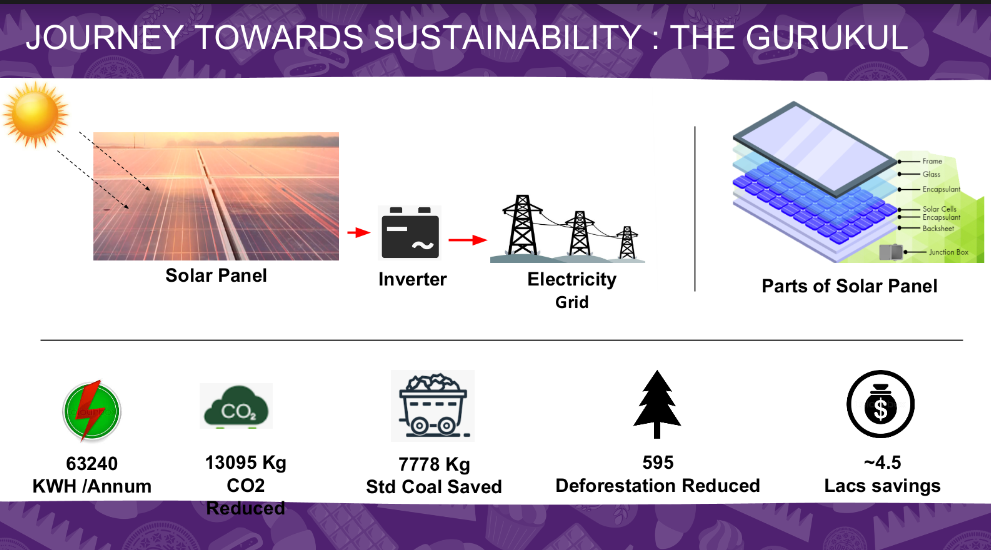 JOURNEY TOWARDS SUSTAINABILITY : THE GURUKUL
Solar Panel
Inverter
Electricity
Grid
Frame
Glass
Encapsulant
Solar Cells
Encapsulant
Backsheet
Junction Box
Parts of Solar Panel
63240
KWH /Annum
CO2
13095 Kg
CO2
Reduced
7778 Kg
Std Coal Saved
595
Deforestation Reduced
$
~4.5
Lacs savings